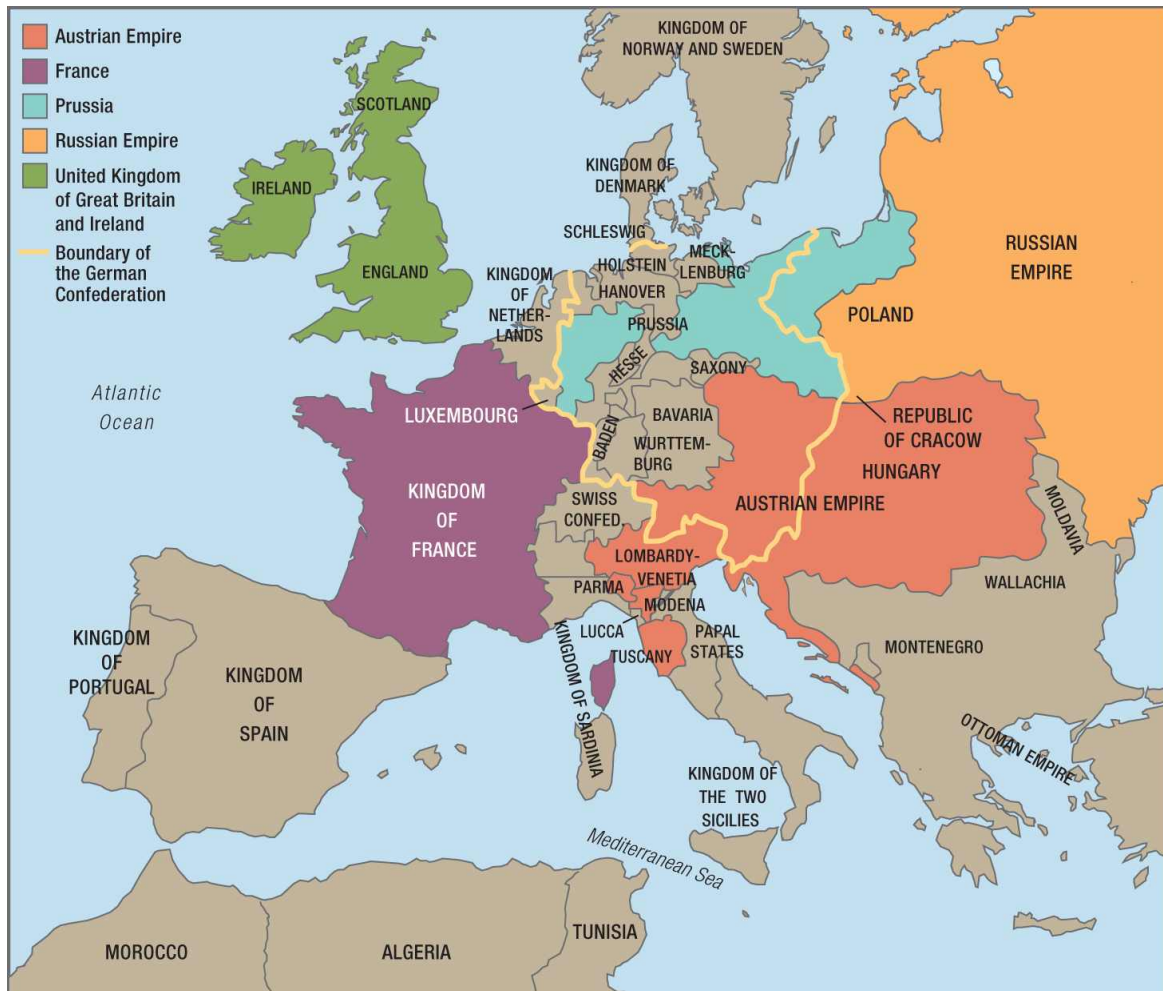 Austrian Empire
France
Prussia
Russian Empire
United Kingdom
of Great Britain
and Ireland
Boundary of
the German
Confederation
KINGDOM OF
NORWAY AND SWEDEN
SCOTLAND
IRELAND
ENGLAND
KINGDOM OF
DENMARK
SCHLESWIG
HOLSTEIN
MECK-
LENBURG
HANOVER
KINGDOM
OF
NETHER-
LANDS
PRUSSIA
RUSSIAN
EMPIRE
POLAND
HESSE
SAXONY
Atlantic
Ocean
LUXEMBOURG
BADEN
BAVARIA
WURTTEM-
BURG
REPUBLIC
OF CRACOW
HUNGARY
AUSTRIAN EMPIRE
KINGDOM
OF
FRANCE
SWISS
CONFED.
MOLDAVIA
LOMBARDY-
VENETIA
WALLACHIA
PARMA
MODENA
LUCCA
TUSCANY
PAPAL
STATES
MONTENEGRO
KINGDOM
OF
PORTUGAL
KINGDOM
OF
SPAIN
KINGDOM OF SARDINIA
OTTOMAN EMPIRE
KINGDOM OF
THE TWO
SICILIES
Mediterranean Sea
MOROCCO
ALGERIA
TUNISIA